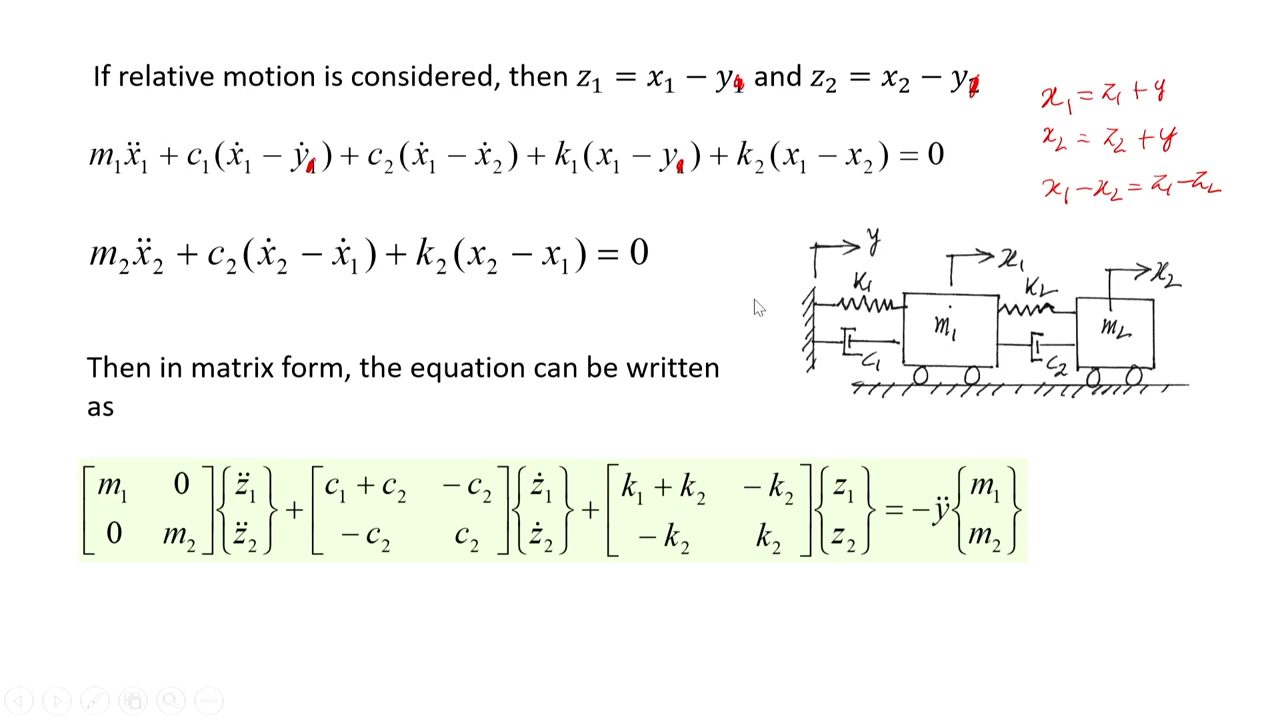 If relative motion is considered, then z₁ = x₁ − y₁ and z₂ = x₂ − y₂
x₁ = z₁ + y
x₂ = z₂ + y
x₁ − x₂ = z₁ − z₂
m₁ẍ₁ + c₁(ẋ₁ − ẏ₁) + c₂(ẋ₁ − ẋ₂) + k₁(x₁ − y₁) + k₂(x₁ − x₂) = 0
m₂ẍ₂ + c₂(ẋ₂ − ẋ₁) + k₂(x₂ − x₁) = 0
y x₁ x₂
K₁ K₂
m₁ m₂
c₁ c₂
Then in matrix form, the equation can be written
as
[m₁ 0; 0 m₂]{z̈₁; z̈₂} + [c₁ + c₂ −c₂; −c₂ c₂]{ż₁; ż₂} + [k₁ + k₂ −k₂; −k₂ k₂]{z₁; z₂} = −ÿ{m₁; m₂}